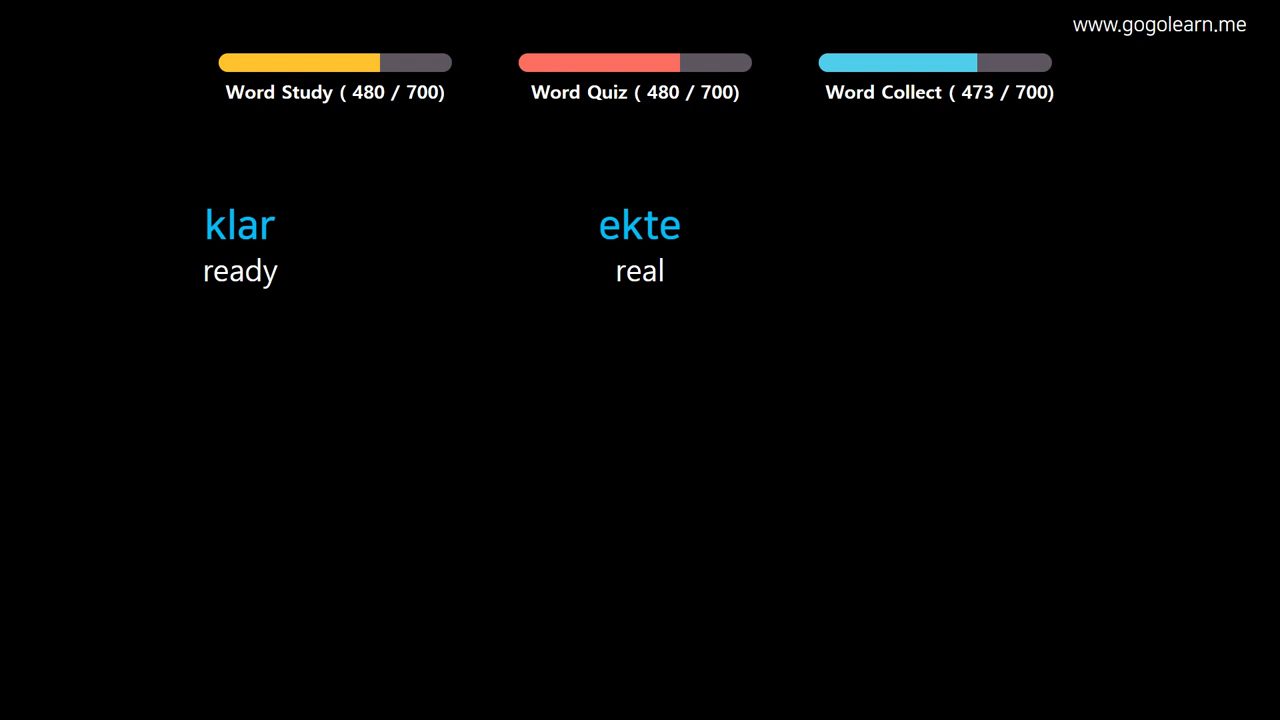 www.gogolearn.me
Word Study ( 480 / 700)
Word Quiz ( 480 / 700)
Word Collect ( 473 / 700)
klar
ready
ekte
real